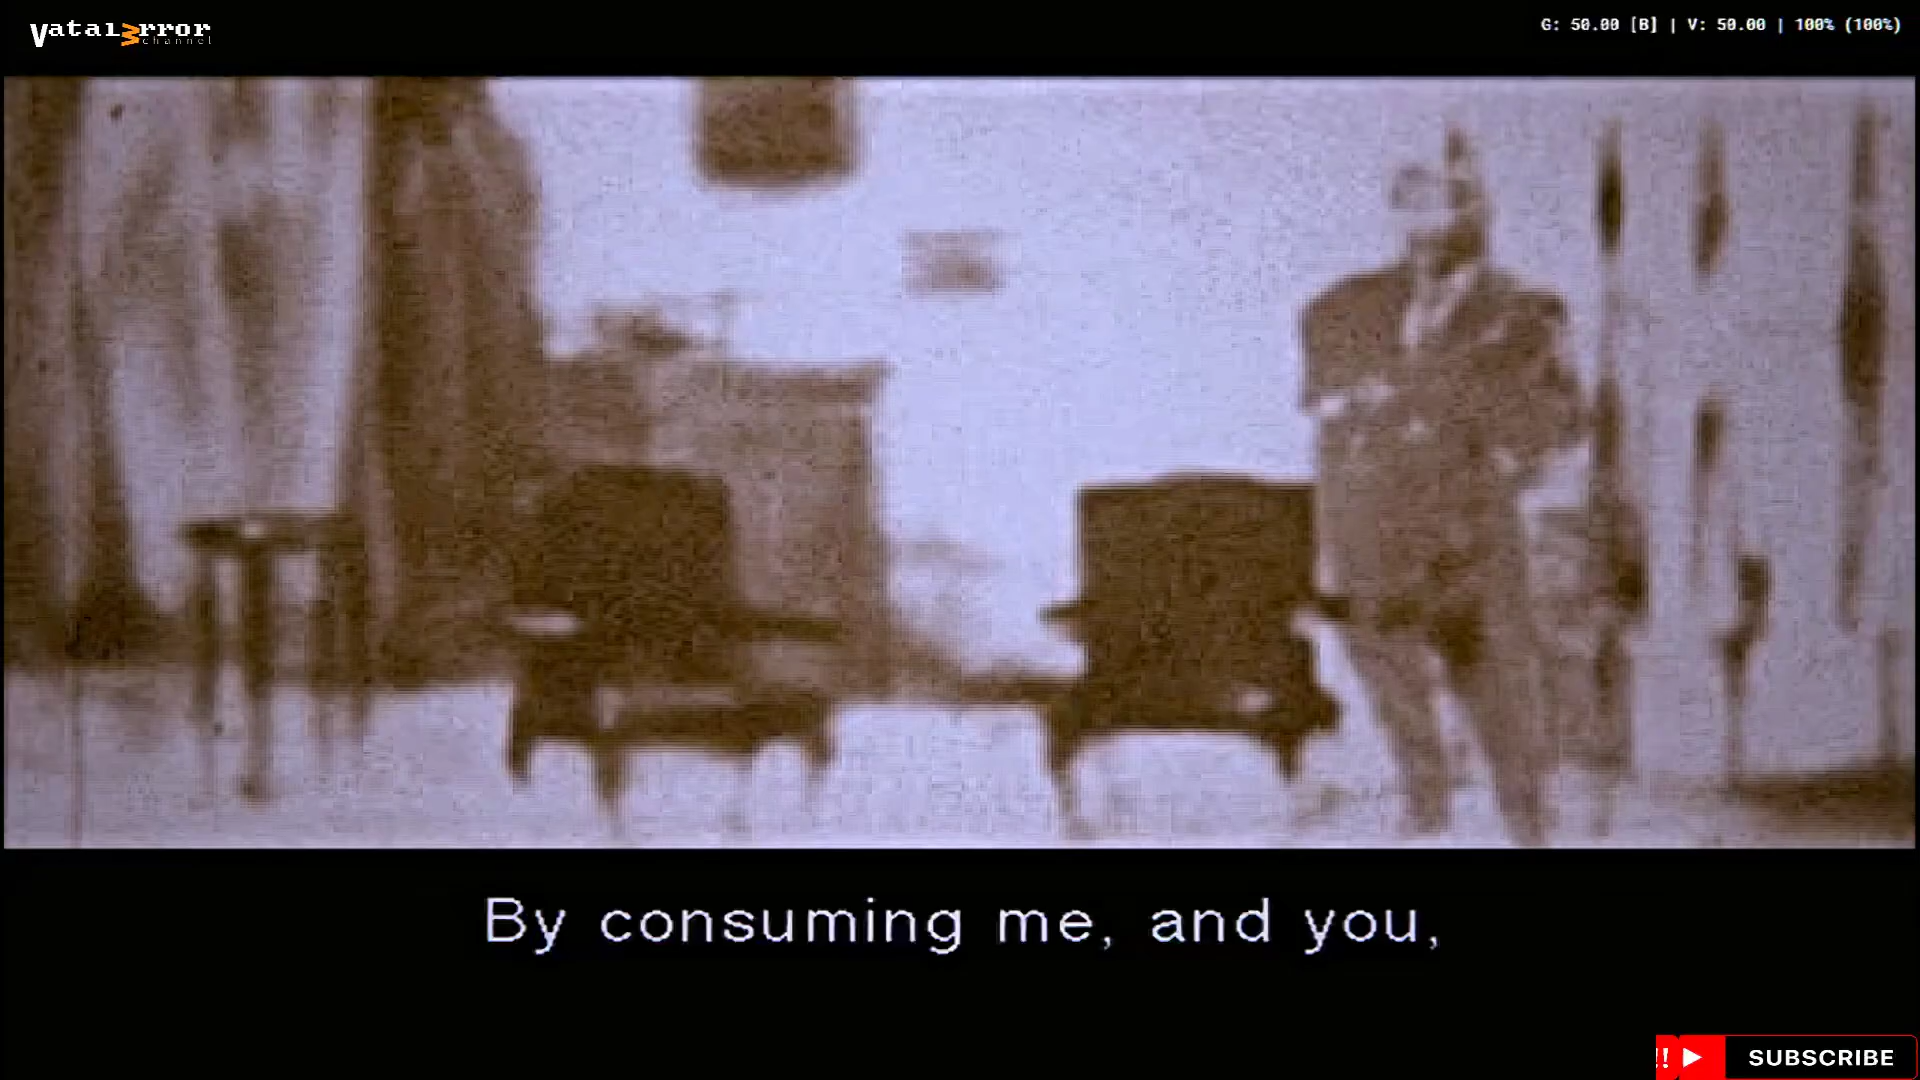 VatalError
channel
G: 50.00 [B] | V: 50.00 | 100% (100%)
By consuming me, and you,
!! SUBSCRIBE